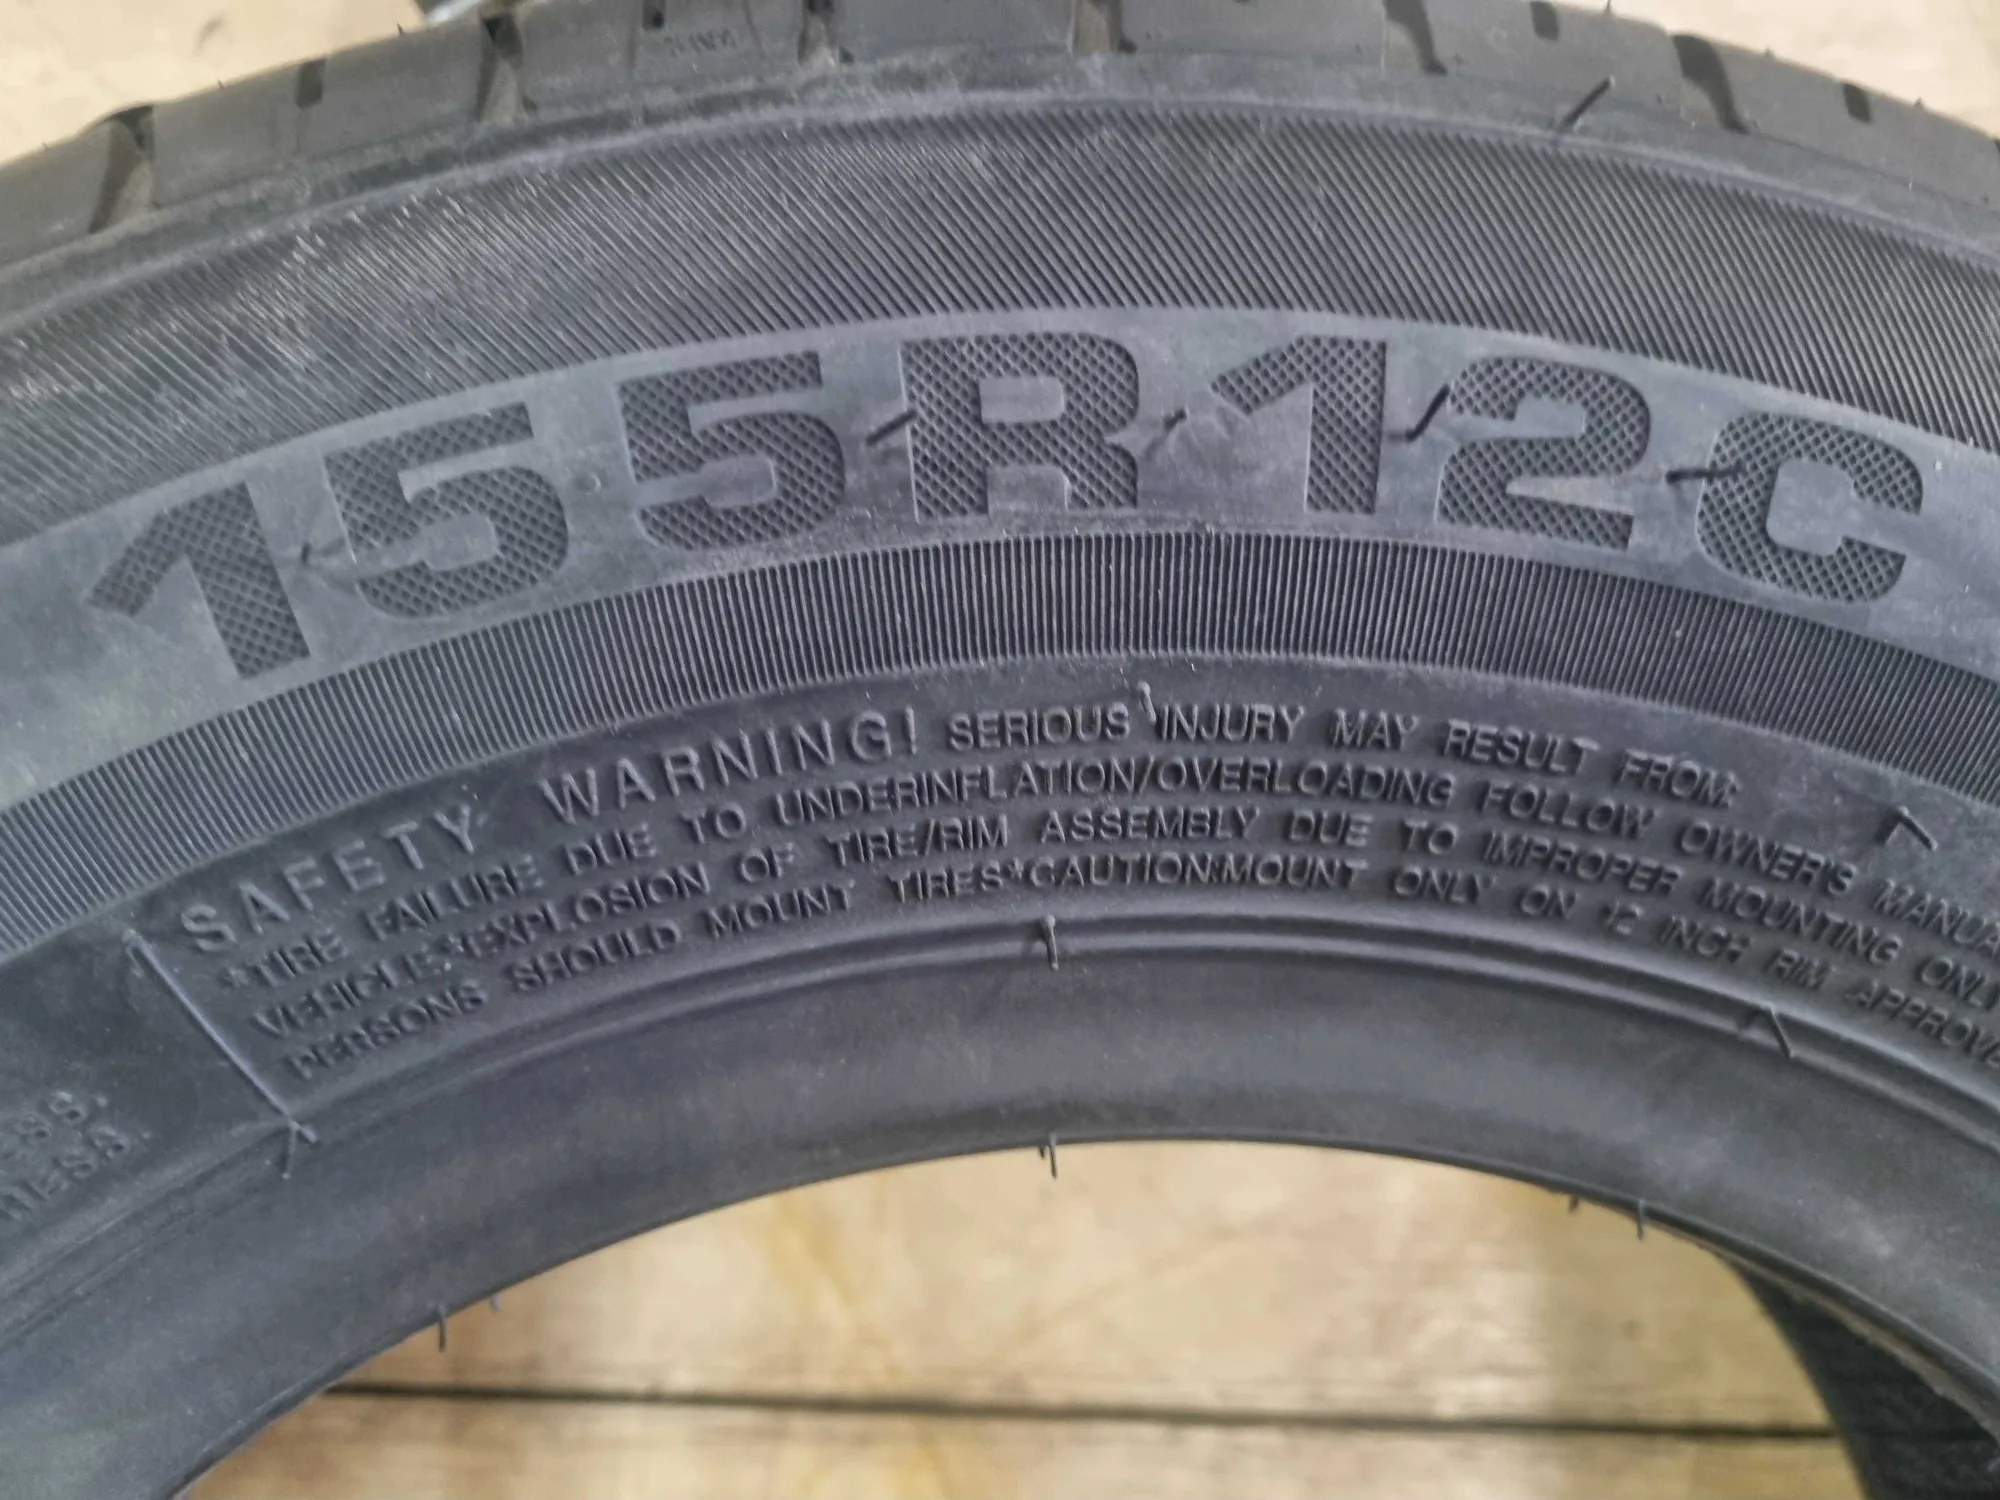 155R12C
SAFETY WARNING! SERIOUS INJURY MAY RESULT FROM:
*TIRE FAILURE DUE TO UNDERINFLATION/OVERLOADING FOLLOW OWNER'S MANUA
VEHICLE.*EXPLOSION OF TIRE/RIM ASSEMBLY DUE TO IMPROPER MOUNTING ONLY
PERSONS SHOULD MOUNT TIRES*CAUTION:MOUNT ONLY ON 12 INCH RIM APPROVE